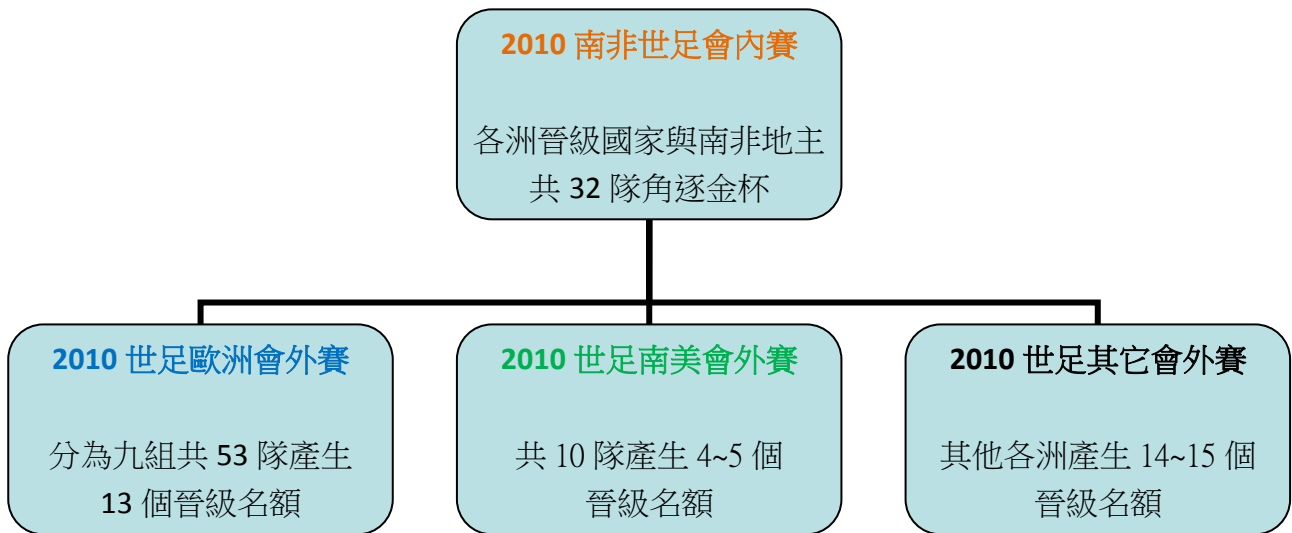 2010 南非世足會內賽
各洲晉級國家與南非地主
共 32 隊角逐金杯
2010 世足歐洲會外賽
分為九組共 53 隊產生
13 個晉級名額
2010 世足南美會外賽
共 10 隊產生 4~5 個
晉級名額
2010 世足其它會外賽
其他各洲產生 14~15 個
晉級名額